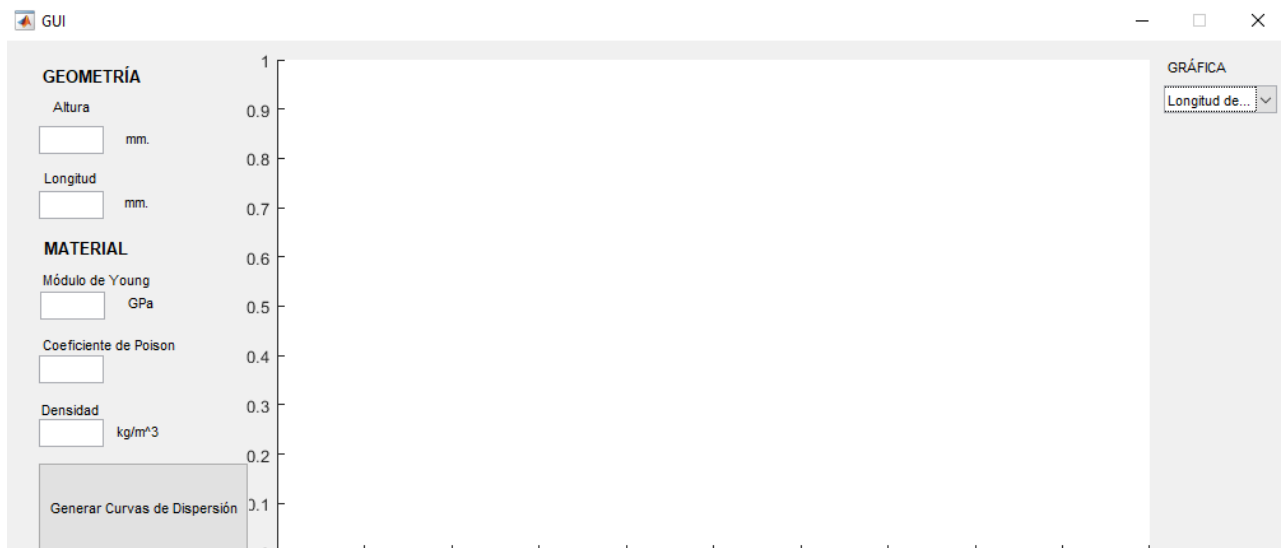 GUI
GEOMETRÍA
Altura
mm.
Longitud
mm.
MATERIAL
Módulo de Young
GPa
Coeficiente de Poison
Densidad
kg/m^3
Generar Curvas de Dispersión
1
0.9
0.8
0.7
0.6
0.5
0.4
0.3
0.2
0.1
GRÁFICA
Longitud de...